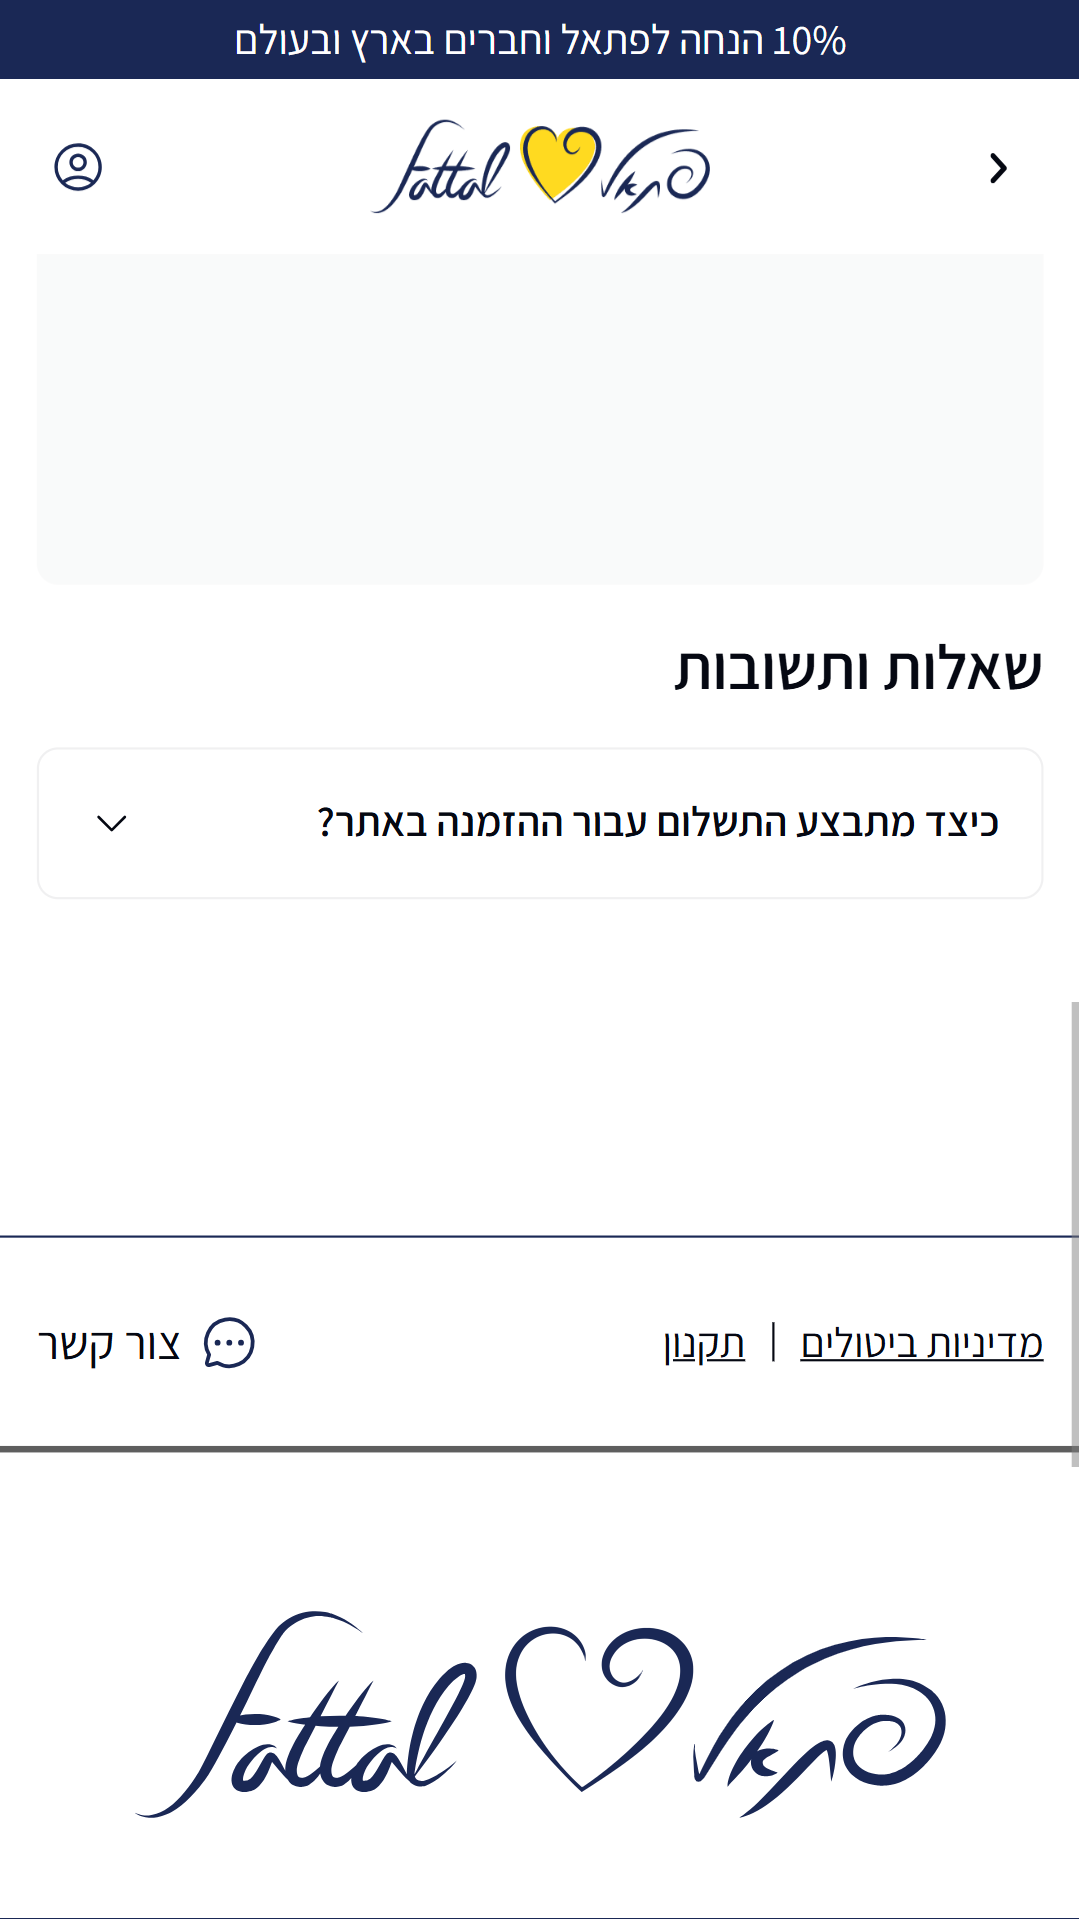 10% הנחה לפתאל וחברים בארץ ובעולם
פתאל fattal
שאלות ותשובות
כיצד מתבצע התשלום עבור ההזמנה באתר?
מדיניות ביטולים | תקנון
צור קשר
פתאל fattal